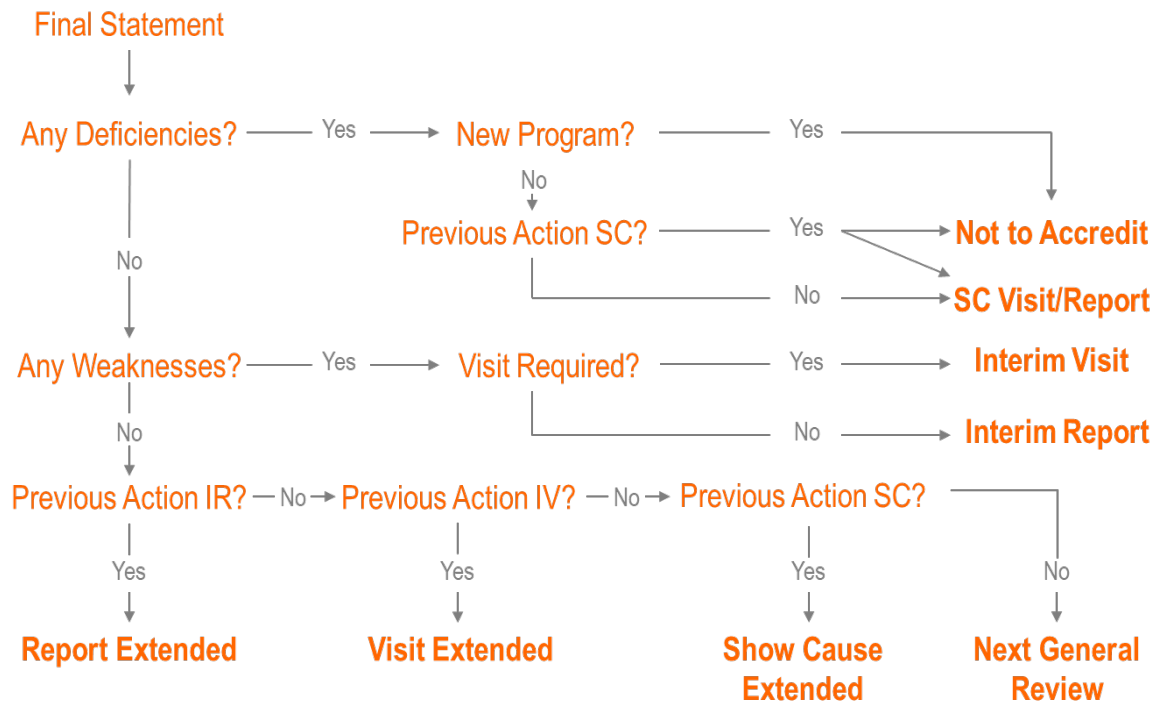 Final Statement
Any Deficiencies? Yes New Program? Yes
No
Previous Action SC? Yes Not to Accredit
No
No SC Visit/Report
Any Weaknesses? Yes Visit Required? Yes Interim Visit
No No Interim Report
Previous Action IR? No Previous Action IV? No Previous Action SC?
Yes Yes Yes No
Report Extended Visit Extended Show Cause Next General
Extended Review